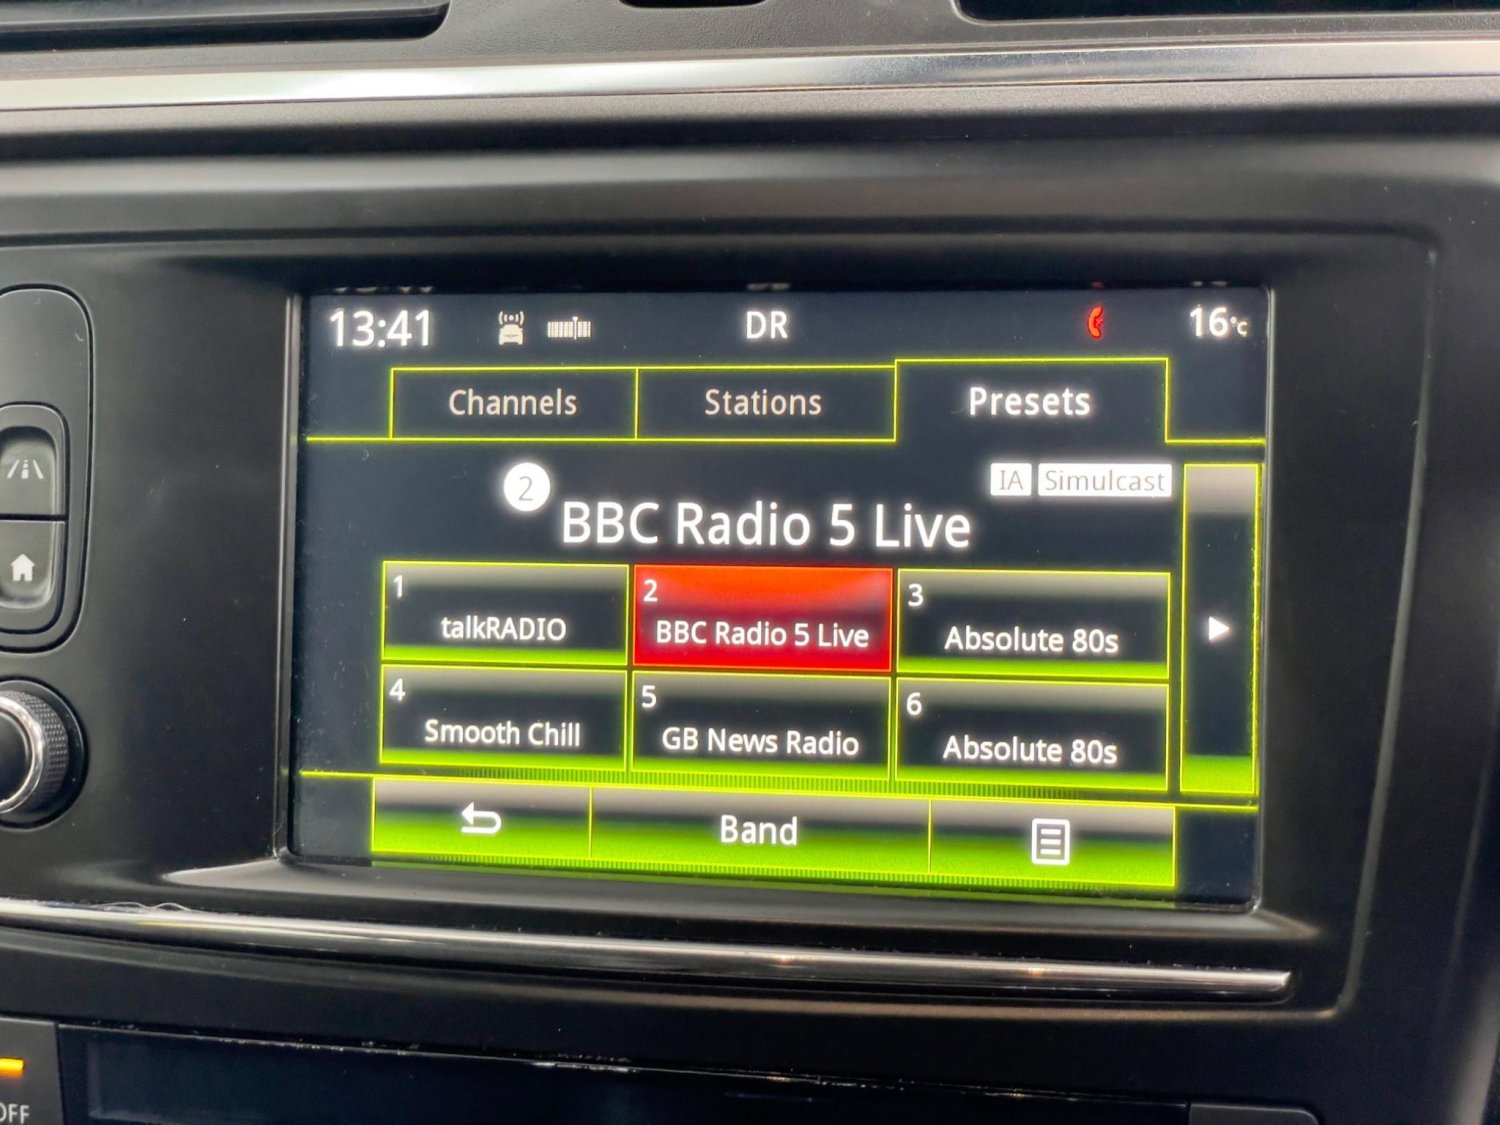 13:41 DR 16°C
Channels Stations Presets
IA Simulcast
2
BBC Radio 5 Live
1 talkRADIO
2 BBC Radio 5 Live
3 Absolute 80s
4 Smooth Chill
5 GB News Radio
6 Absolute 80s
Band
OFF